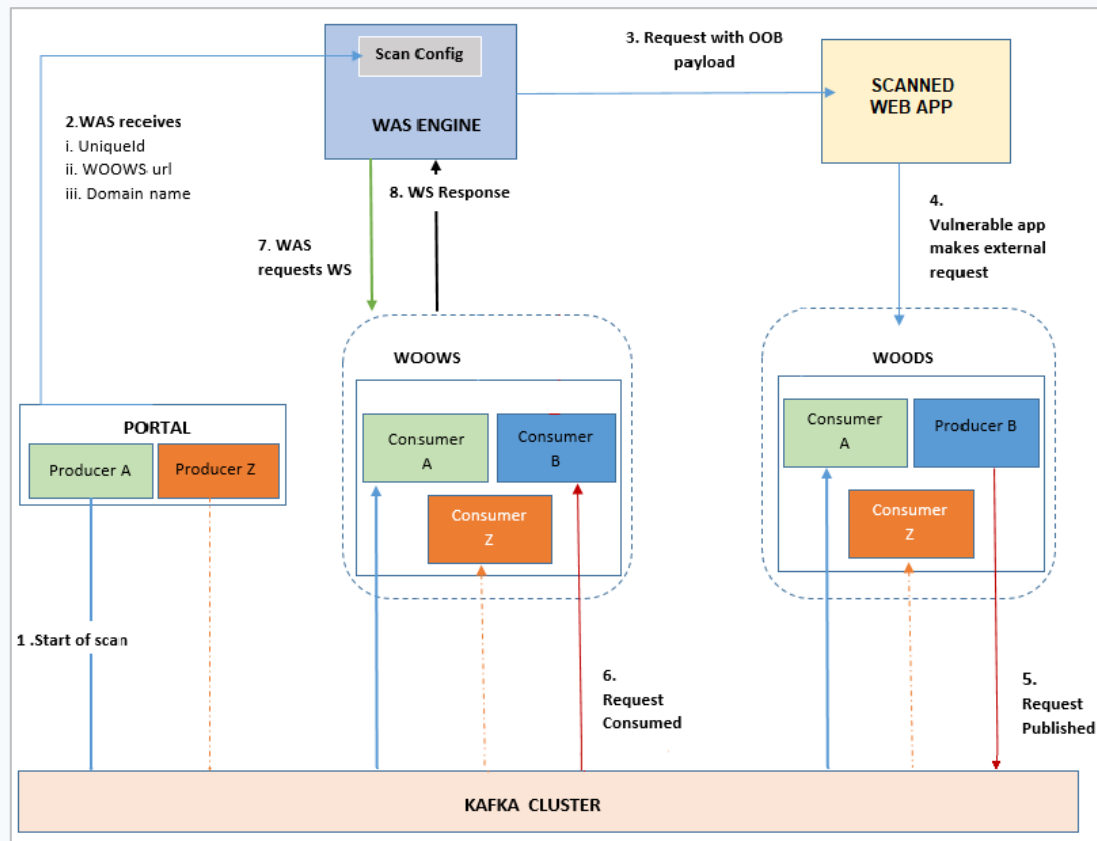 Scan Config
WAS ENGINE
3. Request with OOB
payload
SCANNED
WEB APP
2.WAS receives
i. UniqueId
ii. WOOWS url
iii. Domain name
8. WS Response
7. WAS
requests WS
4.
Vulnerable app
makes external
request
PORTAL
Producer A
Producer Z
WOOWS
Consumer
A
Consumer
B
Consumer
Z
WOODS
Consumer
A
Producer B
Consumer
Z
1 .Start of scan
6.
Request
Consumed
5.
Request
Published
KAFKA CLUSTER